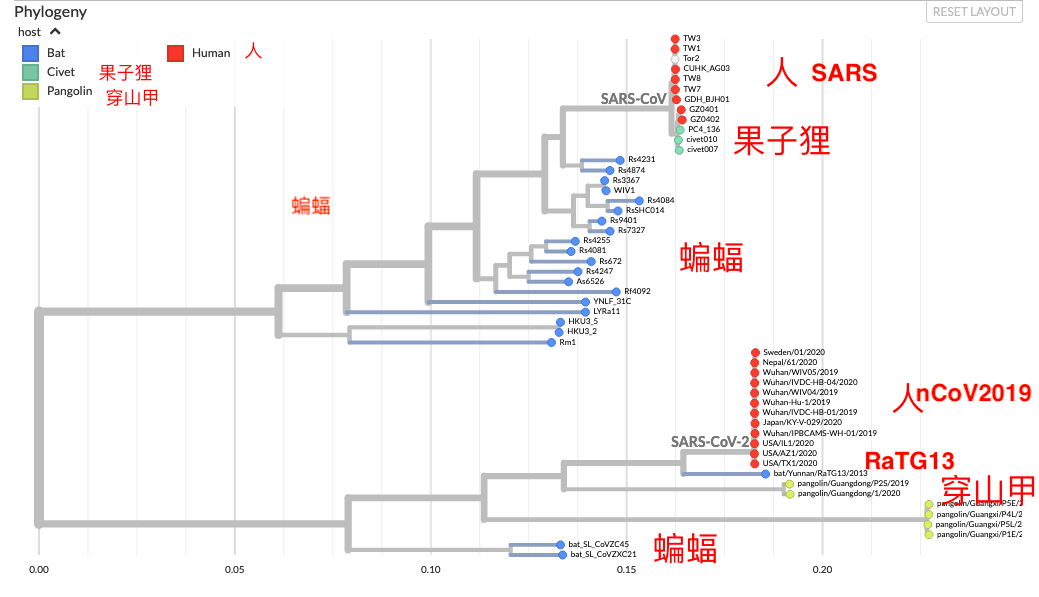 Phylogeny
RESET LAYOUT
host
Bat
Human 人
Civet 果子狸
Pangolin 穿山甲
TW3
TW1
Tor2
CUHK_AG03
人 SARS
TW8
TW7
SARS-CoV
GDH_BJH01
GZ0401
GZ0402
PC4_136
果子狸
civet010
civet007
Rs4231
Rs4874
Rs3367
WIV1
Rs4084
蝙蝠
RsSHC014
Rs9401
Rs7327
Rs4255
Rs4081
蝙蝠
Rs672
Rs4247
As6526
Rf4092
YNLF_31C
LYRa11
HKU3_5
HKU3_2
Rm1
Sweden/01/2020
Nepal/61/2020
Wuhan/WIV05/2019
Wuhan/IVDC-HB-04/2020
Wuhan/WIV04/2019
人nCoV2019
Wuhan-Hu-1/2019
Wuhan/IVDC-HB-01/2019
Japan/KY-V-029/2020
Wuhan/IPBCAMS-WH-01/2019
SARS-CoV-2
USA/IL1/2020
USA/AZ1/2020
USA/TX1/2020
RaTG13
bat/Yunnan/RaTG13/2013
pangolin/Guangdong/P2S/2019
穿山甲
pangolin/Guangdong/1/2020
pangolin/Guangxi/P5E/2
pangolin/Guangxi/P4L/2
pangolin/Guangxi/P5L/2
pangolin/Guangxi/P1E/2
bat_SL_CoVZC45
蝙蝠
bat_SL_CoVZXC21
0.00 0.05 0.10 0.15 0.20